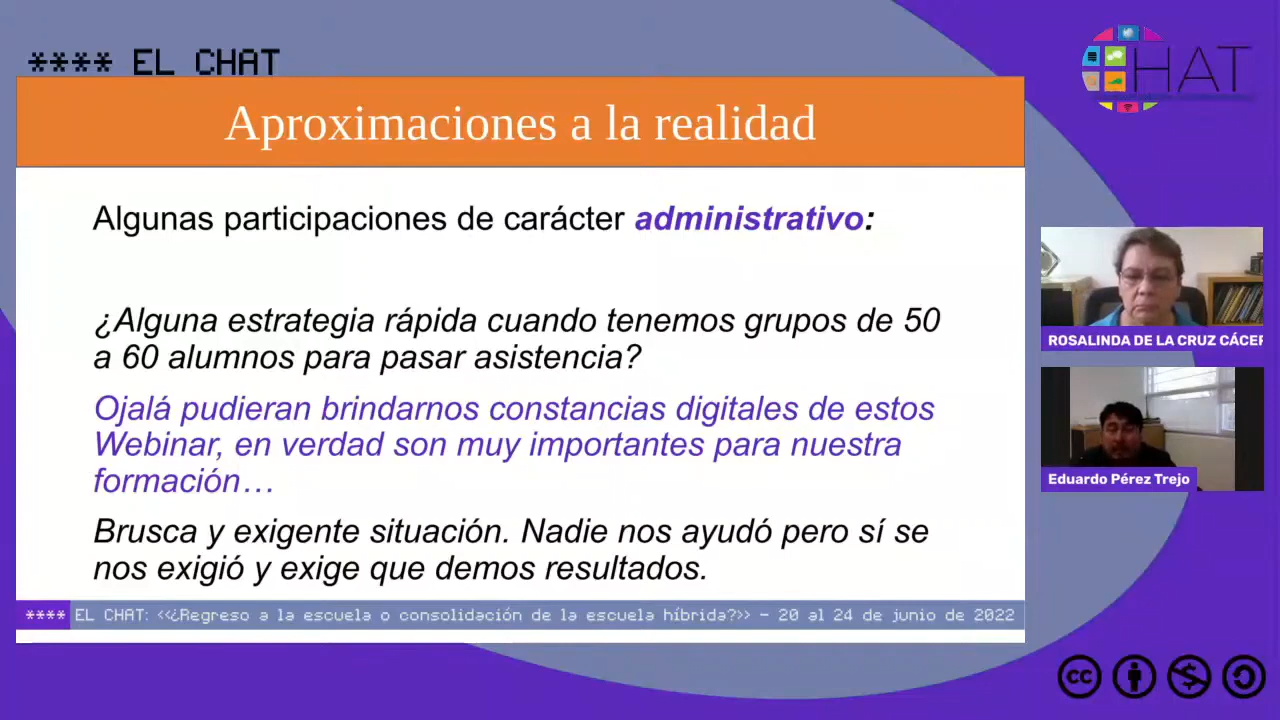 **** EL CHAT
HAT
Aproximaciones a la realidad
Algunas participaciones de carácter administrativo:
¿Alguna estrategia rápida cuando tenemos grupos de 50
a 60 alumnos para pasar asistencia?
Ojalá pudieran brindarnos constancias digitales de estos
Webinar, en verdad son muy importantes para nuestra
formación…
Brusca y exigente situación. Nadie nos ayudó pero sí se
nos exigió y exige que demos resultados.
**** EL CHAT: <<¿Regreso a la escuela o consolidación de la escuela híbrida?>> – 20 al 24 de junio de 2022
ROSALINDA DE LA CRUZ CÁCER
Eduardo Pérez Trejo
cc